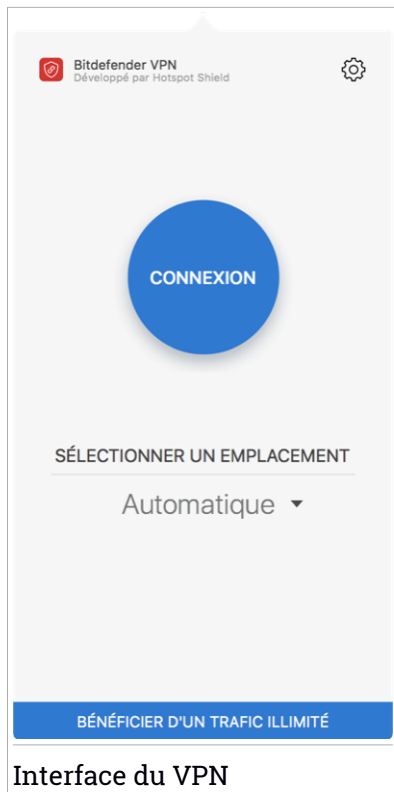 Bitdefender VPN
Développé par Hotspot Shield
CONNEXION
SÉLECTIONNER UN EMPLACEMENT
Automatique
BÉNÉFICIER D'UN TRAFIC ILLIMITÉ
Interface du VPN